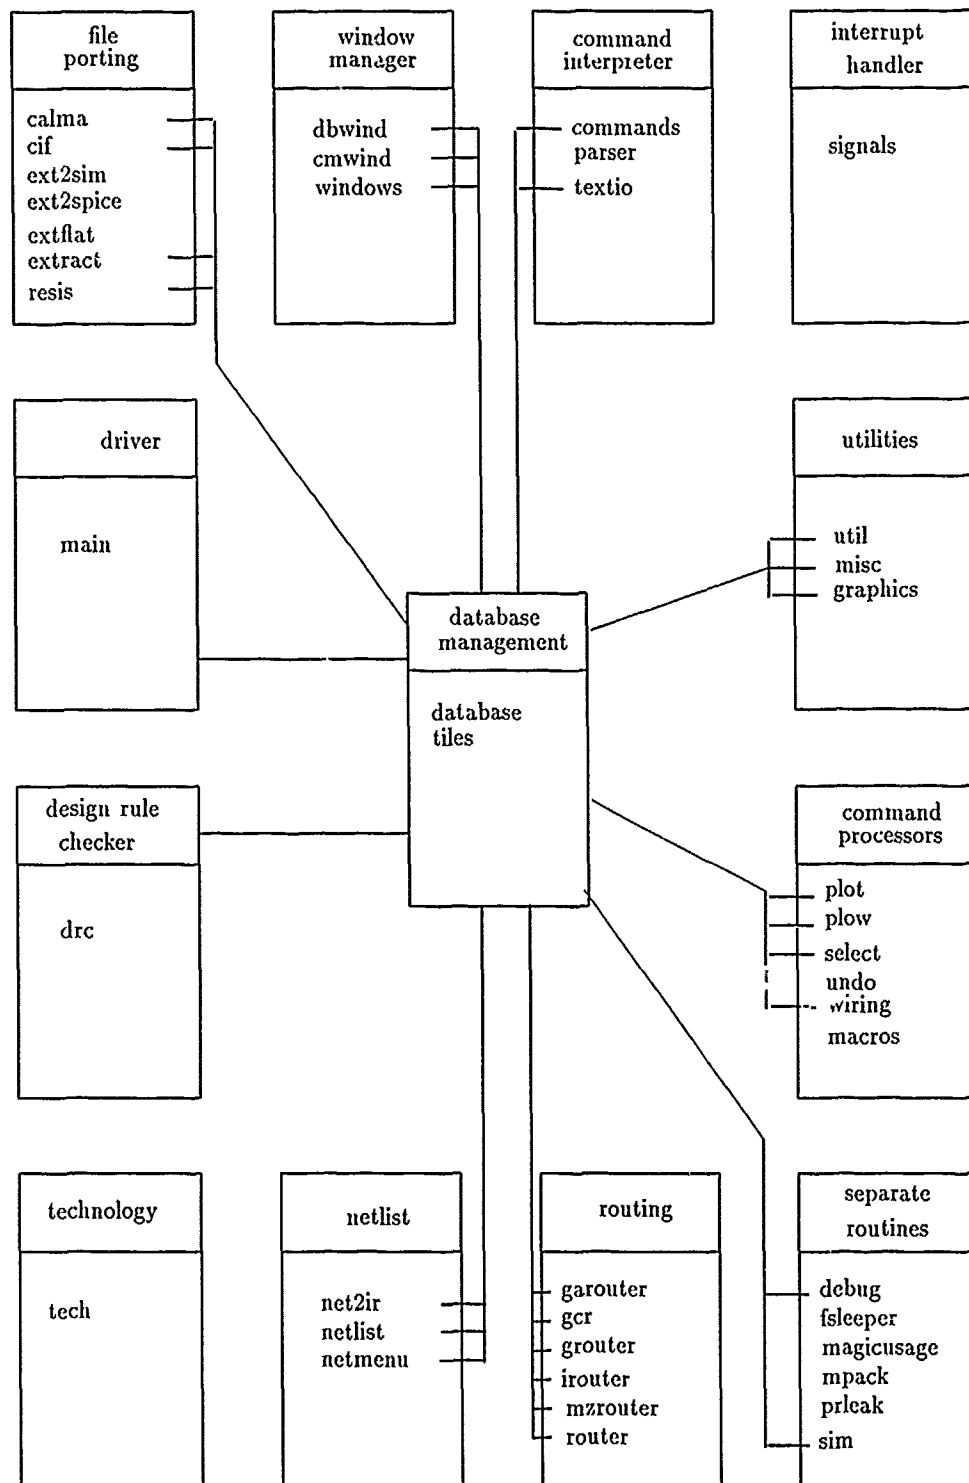 file
porting
calma
cif
ext2sim
ext2spice
extflat
extract
resis
window
manager
dbwind
cmwind
windows
command
interpreter
commands
parser
textio
interrupt
handler
signals
driver
main
utilities
util
misc
graphics
database
management
database
tiles
design rule
checker
drc
command
processors
plot
plow
select
undo
wiring
macros
technology
tech
netlist
net2ir
netlist
netmenu
routing
garouter
gcr
grouter
irouter
mzrouter
router
separate
routines
debug
fsleeper
magicusage
mpack
prleak
sim